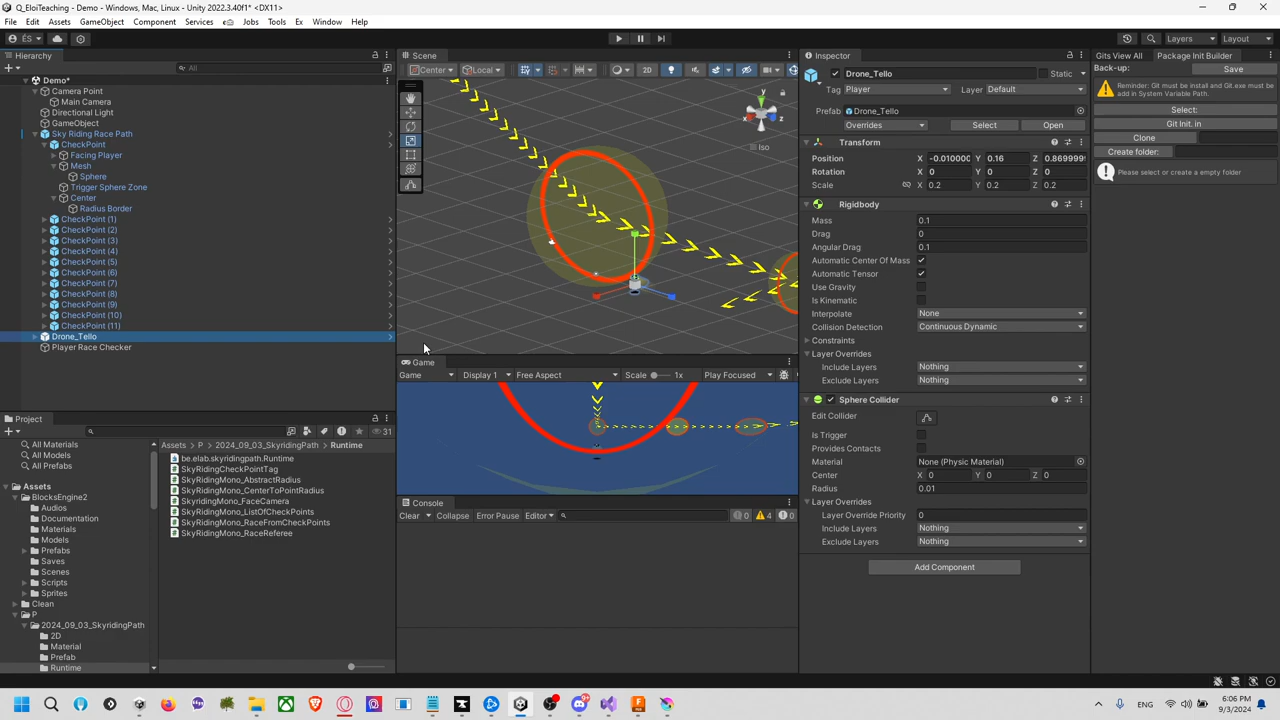 Q_EloiTeaching - Demo - Windows, Mac, Linux - Unity 2022.3.40f1* <DX11>
File Edit Assets GameObject Component Services Jobs Tools Ex Window Help
ÉS Layers Layout
Hierarchy
All
Demo*
Camera Point
Main Camera
Directional Light
GameObject
Sky Riding Race Path
CheckPoint
Facing Player
Mesh
Sphere
Trigger Sphere Zone
Center
Radius Border
CheckPoint (1)
CheckPoint (2)
CheckPoint (3)
CheckPoint (4)
CheckPoint (5)
CheckPoint (6)
CheckPoint (7)
CheckPoint (8)
CheckPoint (9)
CheckPoint (10)
CheckPoint (11)
Drone_Tello
Player Race Checker
Project
31
All Materials
All Models
All Prefabs
Assets
BlocksEngine2
Audios
Documentation
Materials
Models
Prefabs
Saves
Scenes
Scripts
Sprites
Clean
P
2024_09_03_SkyridingPath
2D
Material
Prefab
Runtime
Assets P 2024_09_03_SkyridingPath Runtime
be.elab.skyridingpath.Runtime
SkyRidingCheckPointTag
SkyRidingMono_AbstractRadius
SkyRidingMono_CenterToPointRadius
SkyridingMono_FaceCamera
SkyRidingMono_ListOfCheckPoints
SkyRidingMono_RaceFromCheckPoints
SkyRidingMono_RaceReferee
Scene
Center Local 2D
y x z
Iso
Game
Game Display 1 Free Aspect Scale 1x Play Focused
Console
Clear Collapse Error Pause Editor 0 4 0
Inspector
Drone_Tello Static
Tag Player Layer Default
Prefab Drone_Tello
Overrides Select Open
Transform
Position X -0.010000 Y 0.16 Z 0.8699999
Rotation X 0 Y 0 Z 0
Scale X 0.2 Y 0.2 Z 0.2
Rigidbody
Mass 0.1
Drag 0
Angular Drag 0.1
Automatic Center Of Mass
Automatic Tensor
Use Gravity
Is Kinematic
Interpolate None
Collision Detection Continuous Dynamic
Constraints
Layer Overrides
Include Layers Nothing
Exclude Layers Nothing
Sphere Collider
Edit Collider
Is Trigger
Provides Contacts
Material None (Physic Material)
Center X 0 Y 0 Z 0
Radius 0.01
Layer Overrides
Layer Override Priority 0
Include Layers Nothing
Exclude Layers Nothing
Add Component
Gits View All Package Init Builder
Back-up: Save
Reminder: Git must be install and Git.exe must be
add in System Variable Path.
Select:
Git Init. in
Clone
Create folder:
Please select or create a empty folder
ENG
US
6:06 PM
9/3/2024